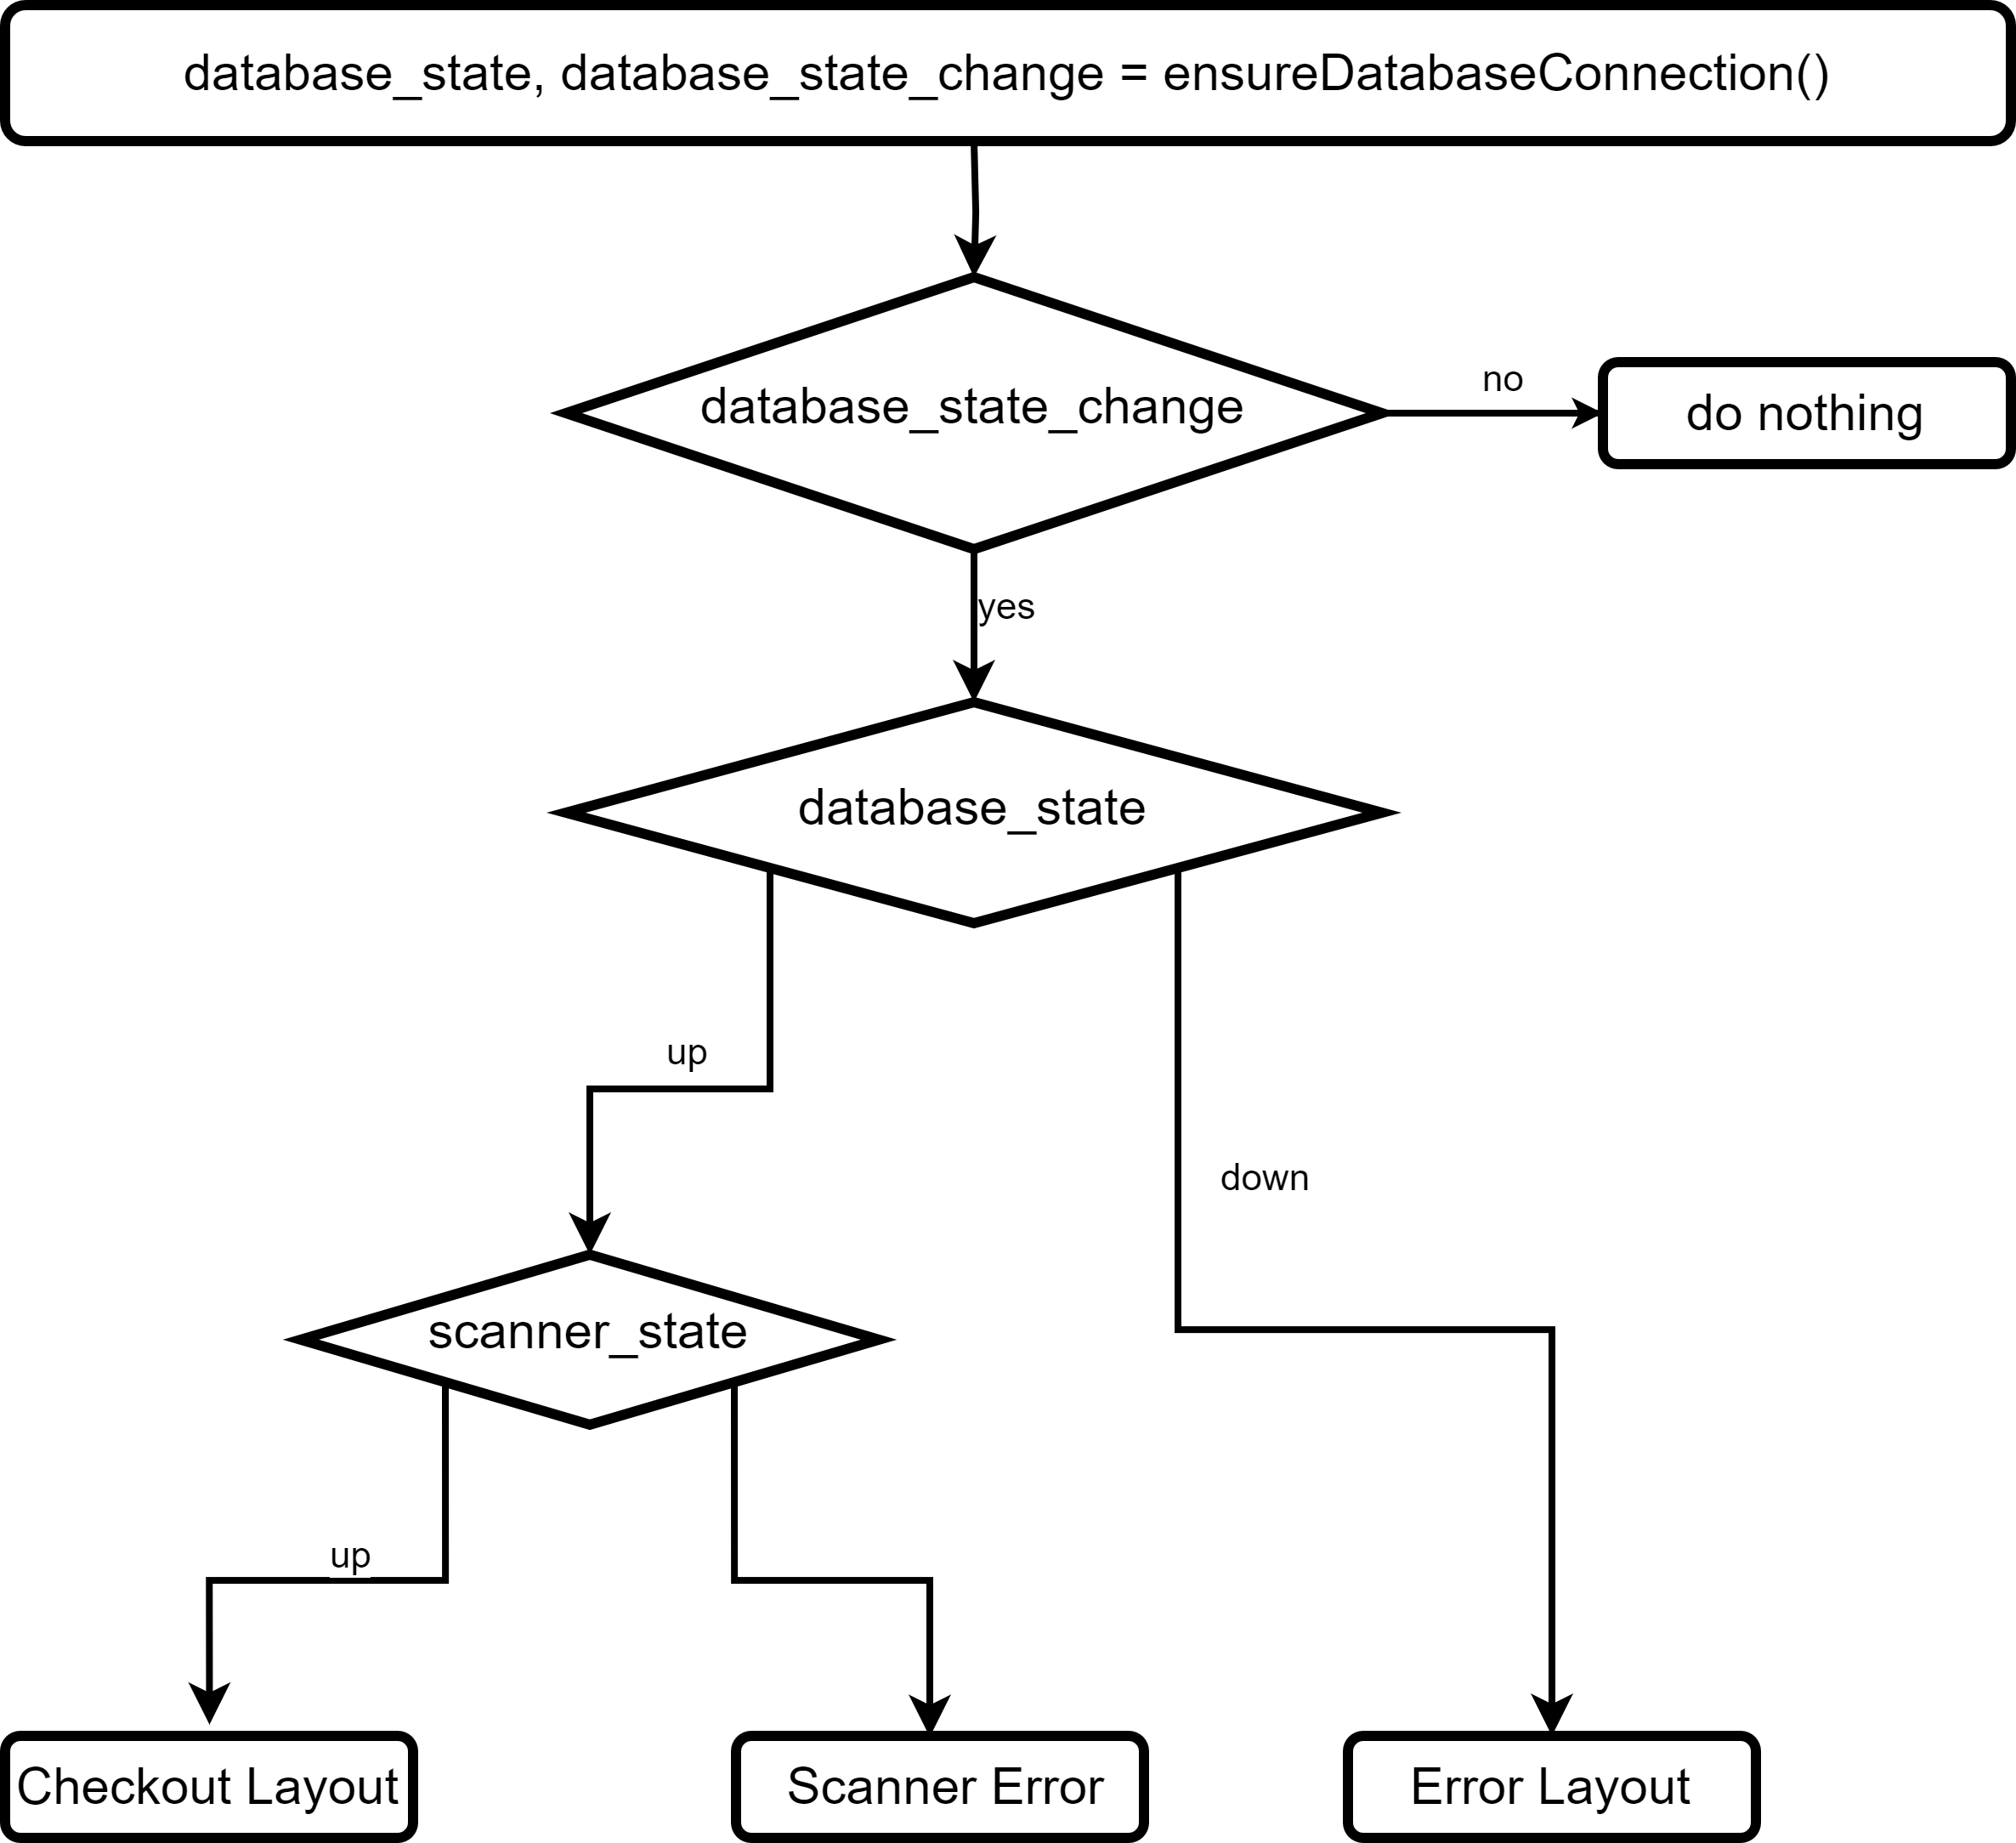 database_state, database_state_change = ensureDatabaseConnection()
database_state_change
no
do nothing
yes
database_state
up
down
scanner_state
up
Checkout Layout
Scanner Error
Error Layout